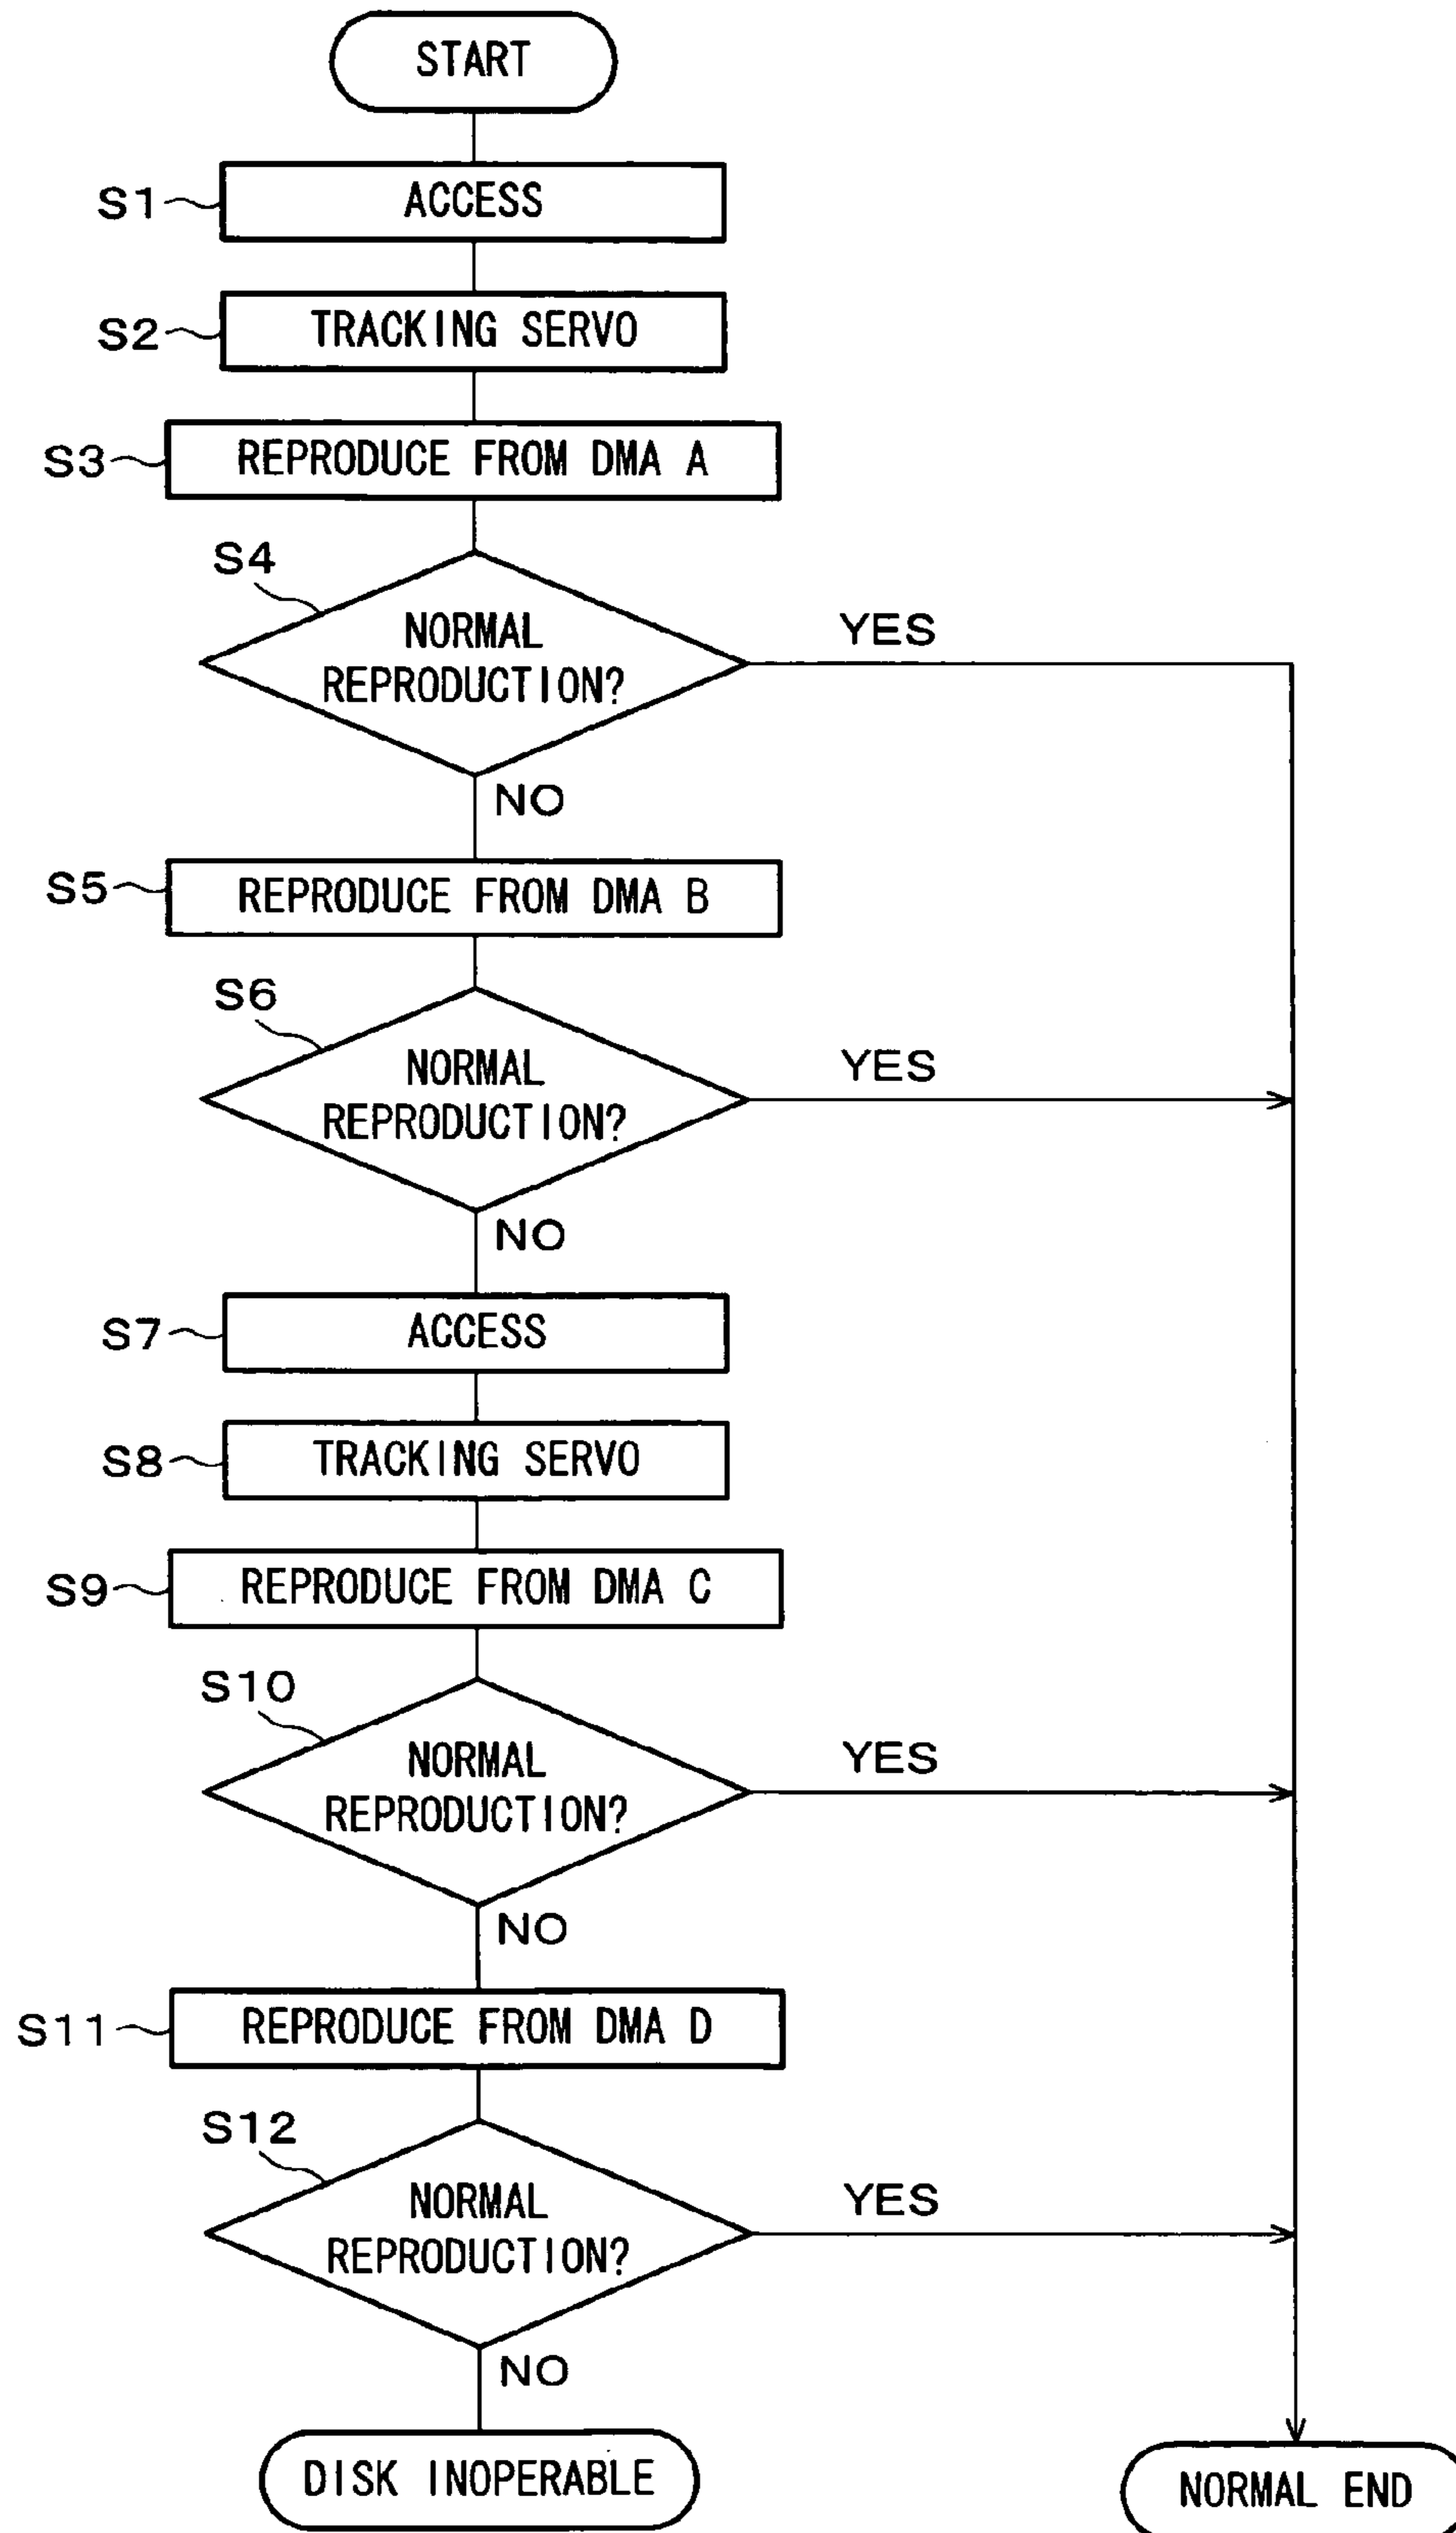 START
S1
ACCESS
S2
TRACKING SERVO
S3
REPRODUCE FROM DMA A
S4
NORMAL
REPRODUCTION?
YES
NO
S5
REPRODUCE FROM DMA B
S6
NORMAL
REPRODUCTION?
YES
NO
S7
ACCESS
S8
TRACKING SERVO
S9
REPRODUCE FROM DMA C
S10
NORMAL
REPRODUCTION?
YES
NO
S11
REPRODUCE FROM DMA D
S12
NORMAL
REPRODUCTION?
YES
NO
DISK INOPERABLE
NORMAL END